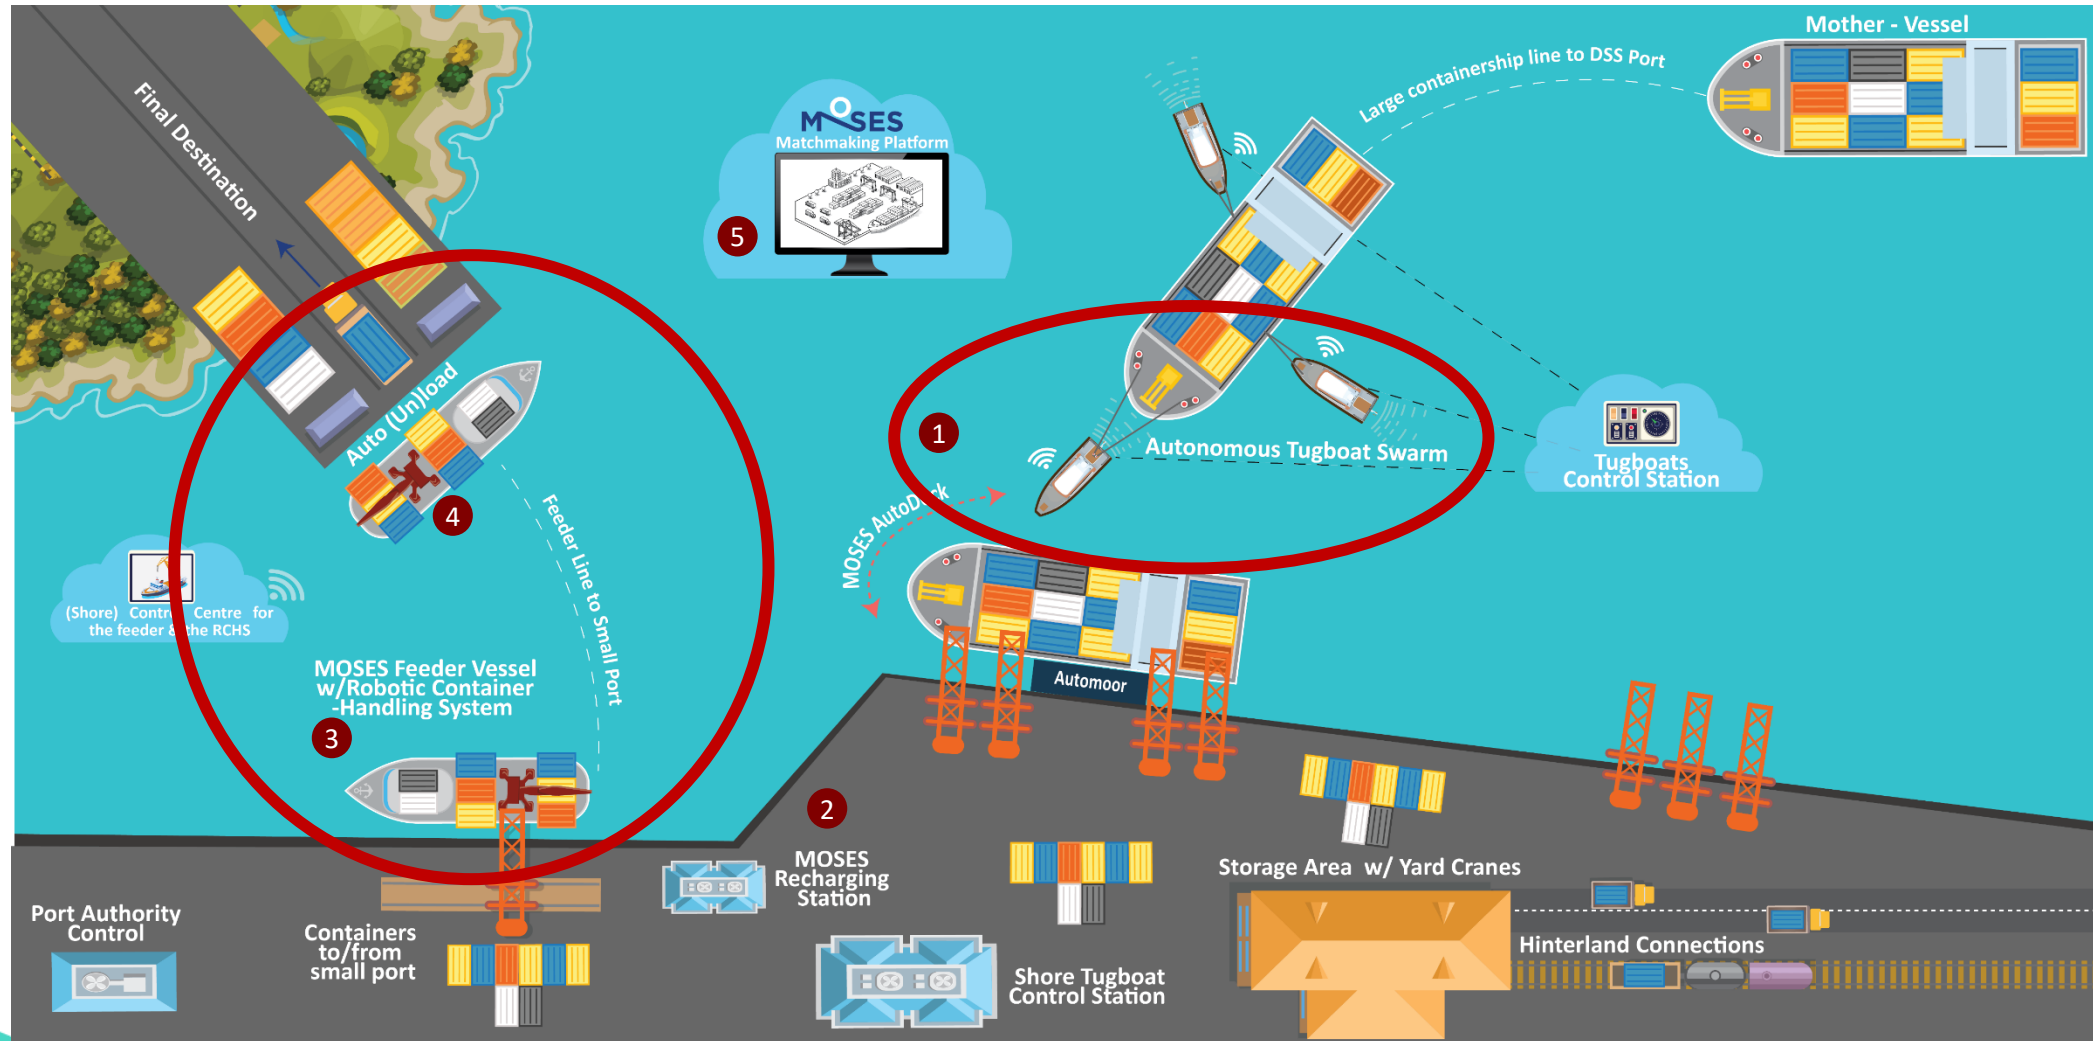 Mother - Vessel
Large containership line to DSS Port
Final Destination
MOSES
Matchmaking Platform
5
Auto (Un)load
4
1
Autonomous Tugboat Swarm
Tugboats
Control Station
MOSES AutoDock
Feeder Line to Small Port
(Shore) Control Centre for
the feeder & the RCHS
MOSES Feeder Vessel
w/Robotic Container
-Handling System
3
Automoor
2
MOSES
Recharging
Station
Storage Area w/ Yard Cranes
Port Authority
Control
Containers
to/from
small port
Shore Tugboat
Control Station
Hinterland Connections